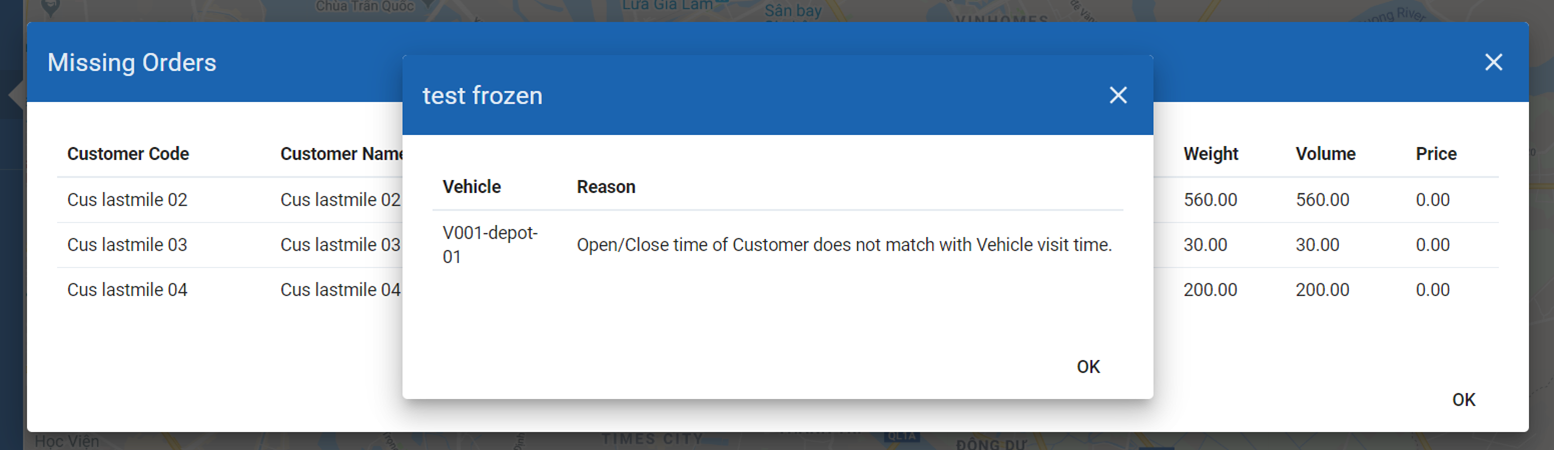 Chùa Trấn Quốc
Lửa Gia Lâm
Sân bay
VINHOMES
Missing Orders
test frozen
Customer Code Customer Name Weight Volume Price
Cus lastmile 02 Cus lastmile 02 560.00 560.00 0.00
Cus lastmile 03 Cus lastmile 03 30.00 30.00 0.00
Cus lastmile 04 Cus lastmile 04 200.00 200.00 0.00
Vehicle Reason
V001-depot-
01
Open/Close time of Customer does not match with Vehicle visit time.
OK
OK
Học Viện
TIMES CITY
QL1A
ĐÔNG DƯ